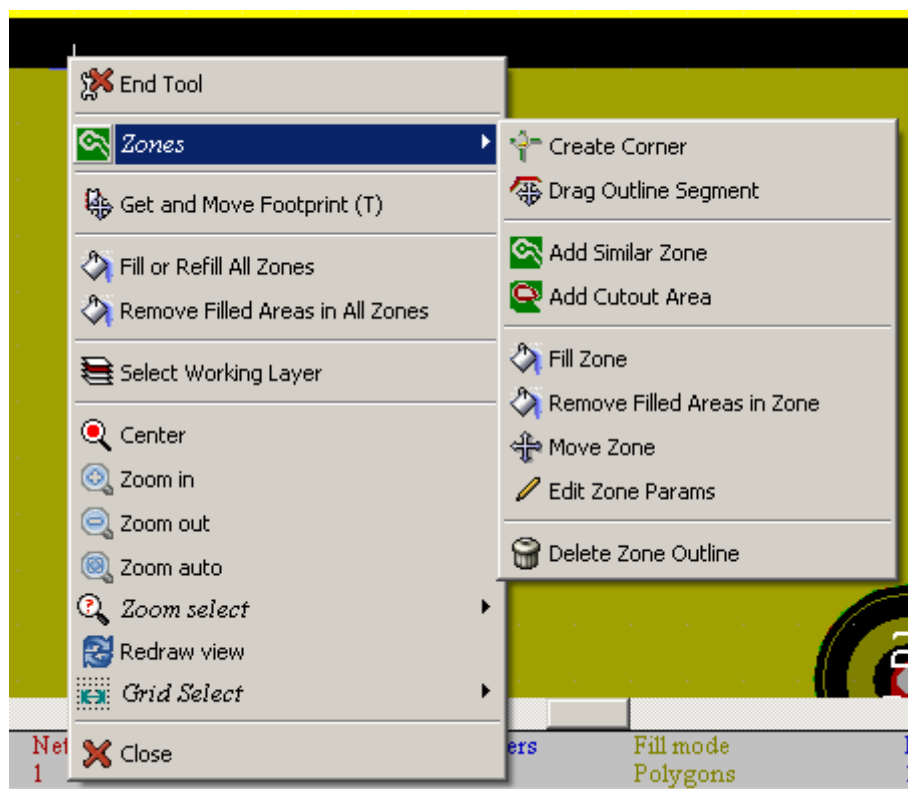 End Tool
Zones
Get and Move Footprint (T)
Fill or Refill All Zones
Remove Filled Areas in All Zones
Select Working Layer
Center
Zoom in
Zoom out
Zoom auto
Zoom select
Redraw view
Grid Select
Close
Create Corner
Drag Outline Segment
Add Similar Zone
Add Cutout Area
Fill Zone
Remove Filled Areas in Zone
Move Zone
Edit Zone Params
Delete Zone Outline
Net
1
ers
Fill mode
Polygons